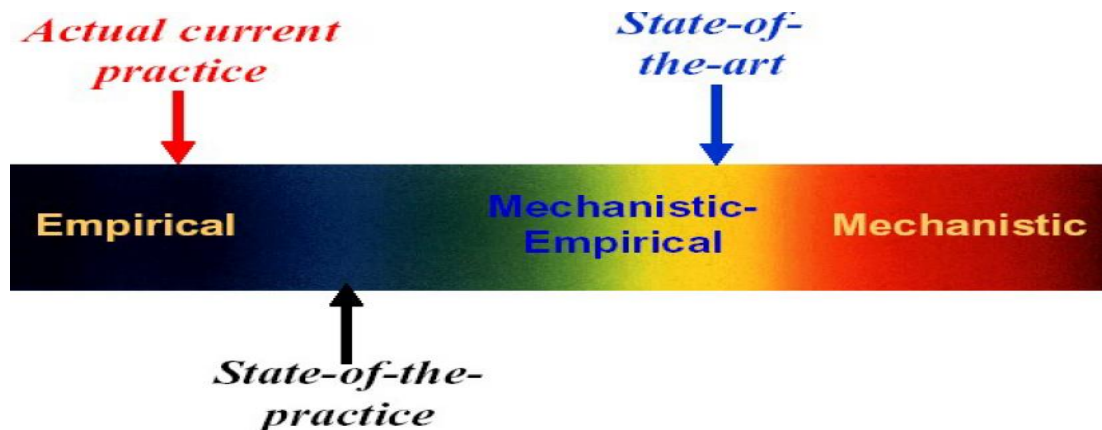 Actual current
practice
State-of-
the-art
Empirical
Mechanistic-
Empirical
Mechanistic
State-of-the-
practice